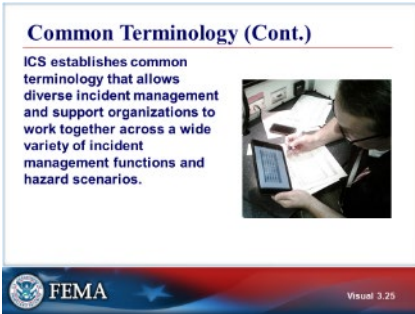 Common Terminology (Cont.)
ICS establishes common
terminology that allows
diverse incident management
and support organizations to
work together across a wide
variety of incident
management functions and
hazard scenarios.
FEMA
Visual 3.25